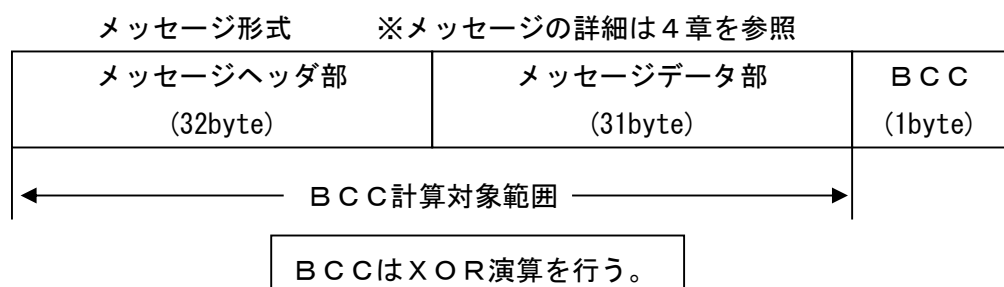 メッセージ形式　　※メッセージの詳細は４章を参照
メッセージヘッダ部　メッセージデータ部　ＢＣＣ
(32byte)　(31byte)　(1byte)
ＢＣＣ計算対象範囲
ＢＣＣはＸＯＲ演算を行う。